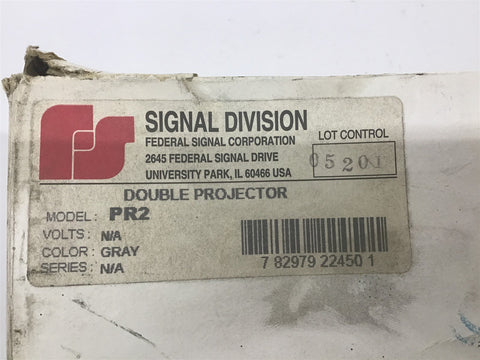 SIGNAL DIVISION
FEDERAL SIGNAL CORPORATION
2645 FEDERAL SIGNAL DRIVE
UNIVERSITY PARK, IL 60466 USA
LOT CONTROL
05201
DOUBLE PROJECTOR
MODEL: PR2
VOLTS: N/A
COLOR: GRAY
SERIES: N/A
7 82979 22450 1